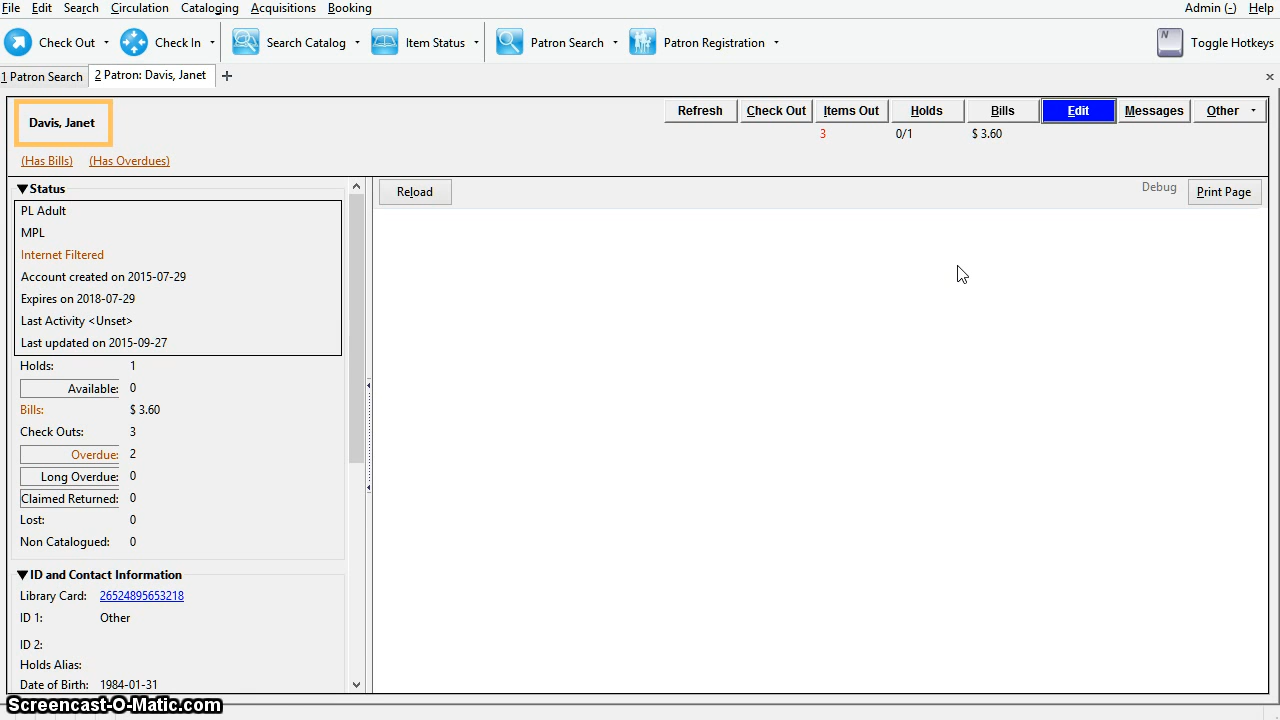 File Edit Search Circulation Cataloging Acquisitions Booking Admin (-) Help
Check Out Check In Search Catalog Item Status Patron Search Patron Registration N Toggle Hotkeys
1 Patron Search 2 Patron: Davis, Janet
Davis, Janet Refresh Check Out Items Out Holds Bills Edit Messages Other
3 0/1 $ 3.60
(Has Bills) (Has Overdues)
Status
Reload Debug Print Page
PL Adult
MPL
Internet Filtered
Account created on 2015-07-29
Expires on 2018-07-29
Last Activity <Unset>
Last updated on 2015-09-27
Holds: 1
Available: 0
Bills: $ 3.60
Check Outs: 3
Overdue: 2
Long Overdue: 0
Claimed Returned: 0
Lost: 0
Non Catalogued: 0
ID and Contact Information
Library Card: 26524895653218
ID 1: Other
ID 2:
Holds Alias:
Date of Birth: 1984-01-31
Screencast-O-Matic.com